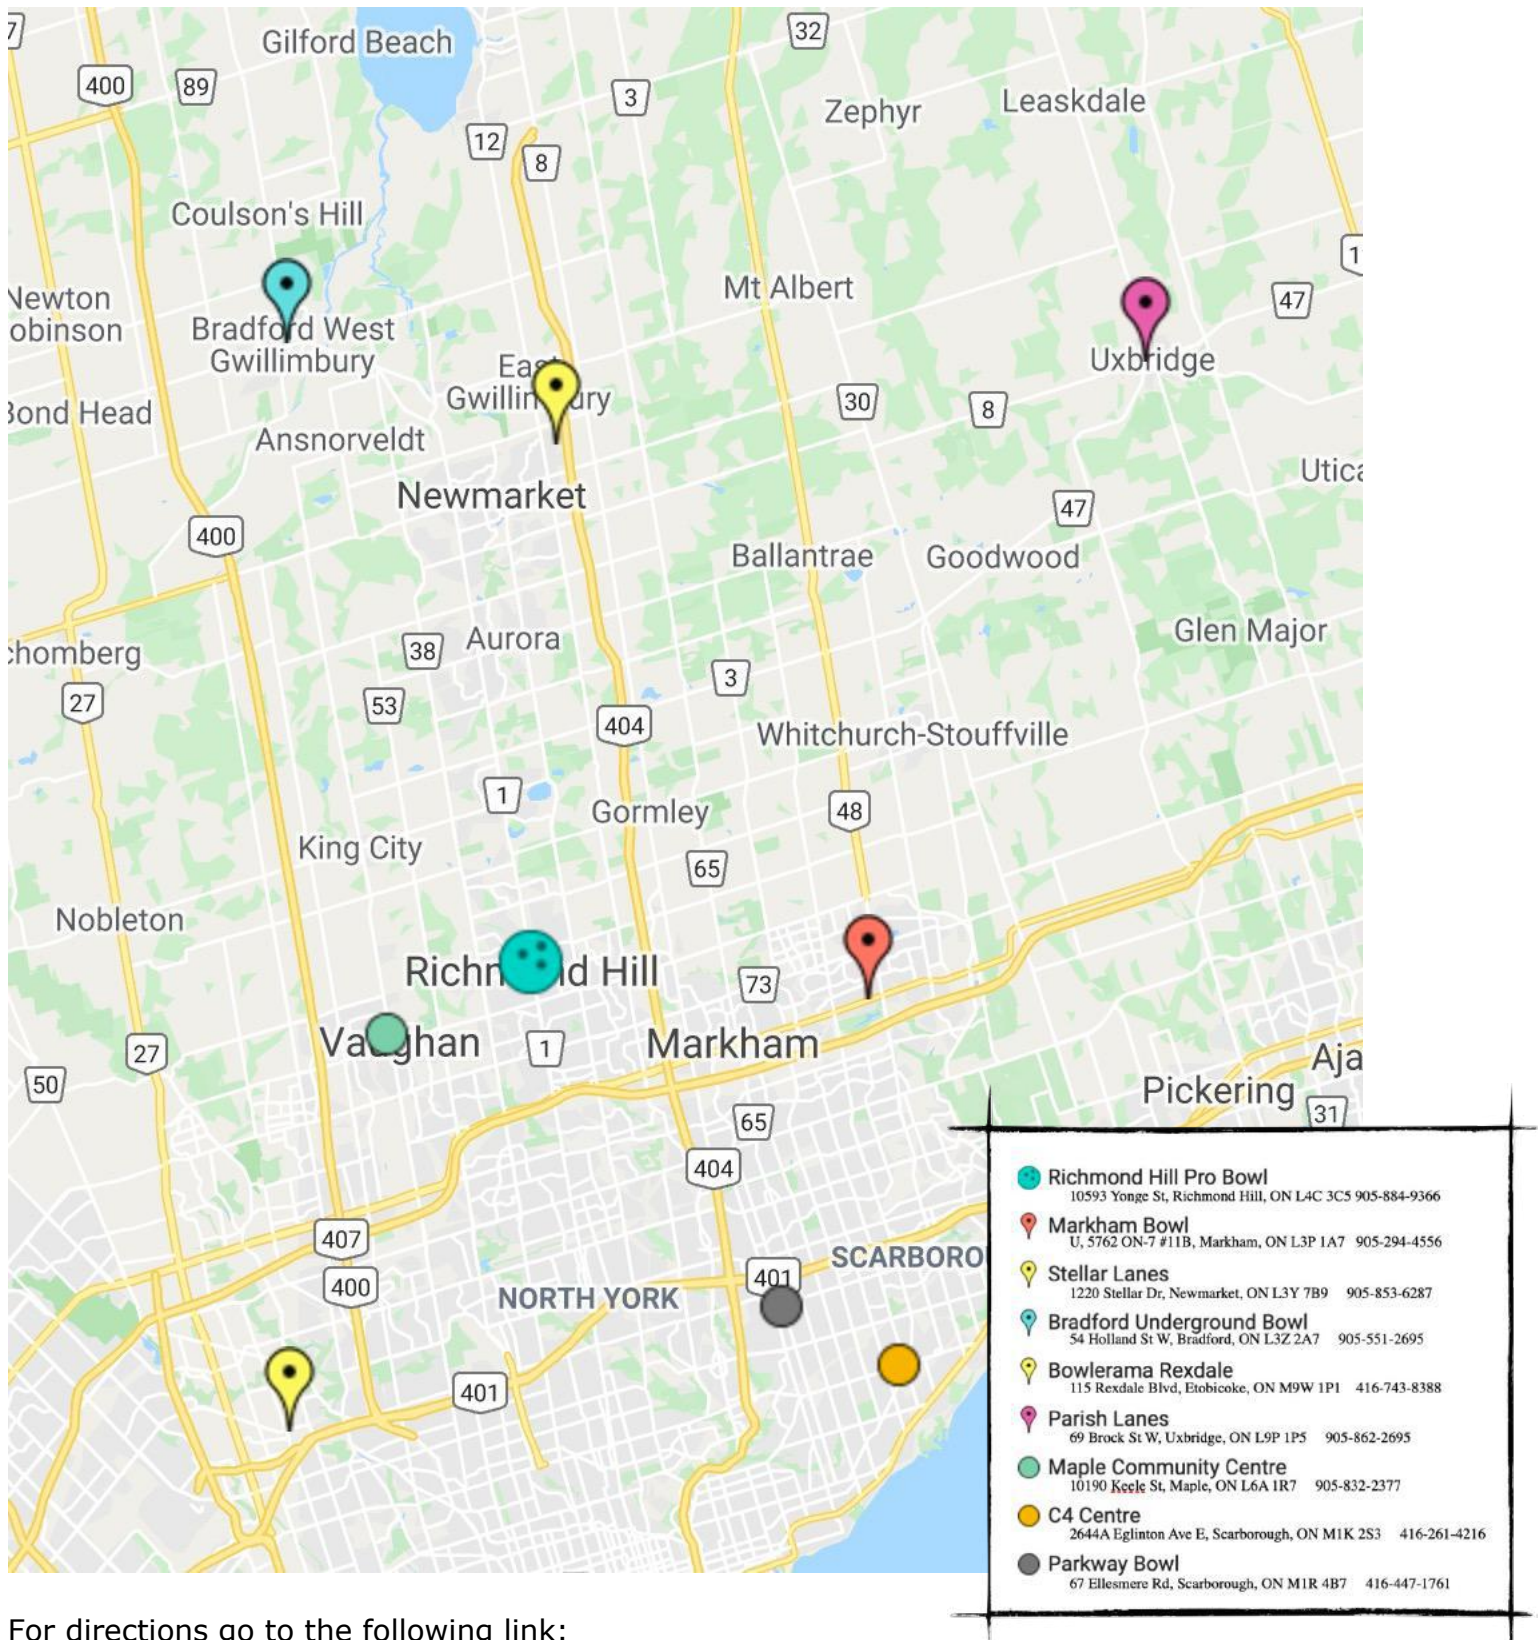 7
32
Gilford Beach
400
89
3
Zephyr
Leaskdale
12
8
Coulson's Hill
1
Newton
obinson
Mt Albert
47
Bradford West
Gwillimbury
Uxbridge
East
Gwillimbury
30
8
Bond Head
Ansnorveldt
Utica
Newmarket
47
400
Ballantrae
Goodwood
Glen Major
38
Aurora
chomberg
3
27
53
404
Whitchurch-Stouffville
1
Gormley
48
King City
65
Nobleton
Richmond Hill
73
Vaughan
1
Markham
27
50
Aja
Pickering
31
65
404
407
400
SCARBORO
401
NORTH YORK
401
Richmond Hill Pro Bowl
10593 Yonge St, Richmond Hill, ON L4C 3C5 905-884-9366
Markham Bowl
U, 5762 ON-7 #11B, Markham, ON L3P 1A7 905-294-4556
Stellar Lanes
1220 Stellar Dr, Newmarket, ON L3Y 7B9 905-853-6287
Bradford Underground Bowl
54 Holland St W, Bradford, ON L3Z 2A7 905-551-2695
Bowlerama Rexdale
115 Rexdale Blvd, Etobicoke, ON M9W 1P1 416-743-8388
Parish Lanes
69 Brock St W, Uxbridge, ON L9P 1P5 905-862-2695
Maple Community Centre
10190 Keele St, Maple, ON L6A 1R7 905-832-2377
C4 Centre
2644A Eglinton Ave E, Scarborough, ON M1K 2S3 416-261-4216
Parkway Bowl
67 Ellesmere Rd, Scarborough, ON M1R 4B7 416-447-1761
For directions go to the following link: